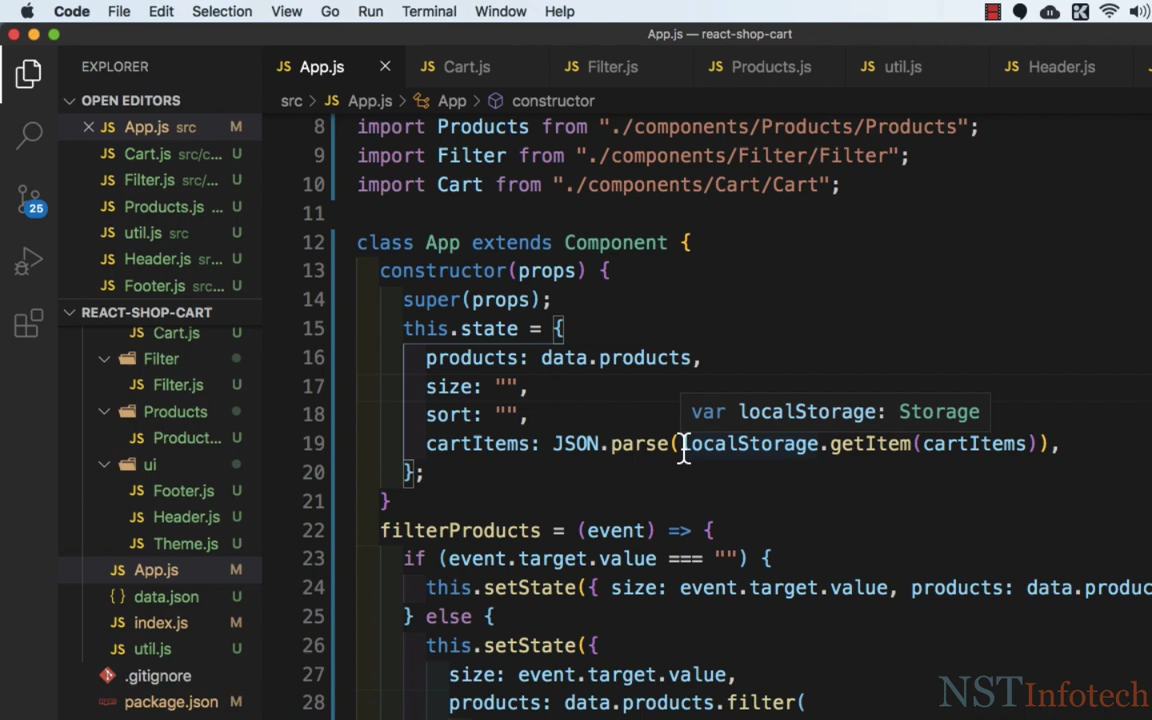 Code File Edit Selection View Go Run Terminal Window Help
App.js — react-shop-cart
EXPLORER
OPEN EDITORS
App.js src M
Cart.js src/c... U
Filter.js src/... U
Products.js ... U
util.js src U
Header.js sr... U
Footer.js src... U
REACT-SHOP-CART
Cart.js U
Filter
Filter.js U
Products
Product... U
ui
Footer.js U
Header.js U
Theme.js U
App.js M
data.json U
index.js M
util.js U
.gitignore
package.json M
25
JS App.js JS Cart.js JS Filter.js JS Products.js JS util.js JS Header.js
src > JS App.js > App > constructor
8 import Products from "./components/Products/Products";
9 import Filter from "./components/Filter/Filter";
10 import Cart from "./components/Cart/Cart";
11
12 class App extends Component {
13 constructor(props) {
14 super(props);
15 this.state = {
16 products: data.products,
17 size: "",
18 sort: "",
var localStorage: Storage
19 cartItems: JSON.parse(localStorage.getItem(cartItems)),
20 };
21 }
22 filterProducts = (event) => {
23 if (event.target.value === "") {
24 this.setState({ size: event.target.value, products: data.produc
25 } else {
26 this.setState({
27 size: event.target.value,
28 products: data.products.filter(
NSTInfotech